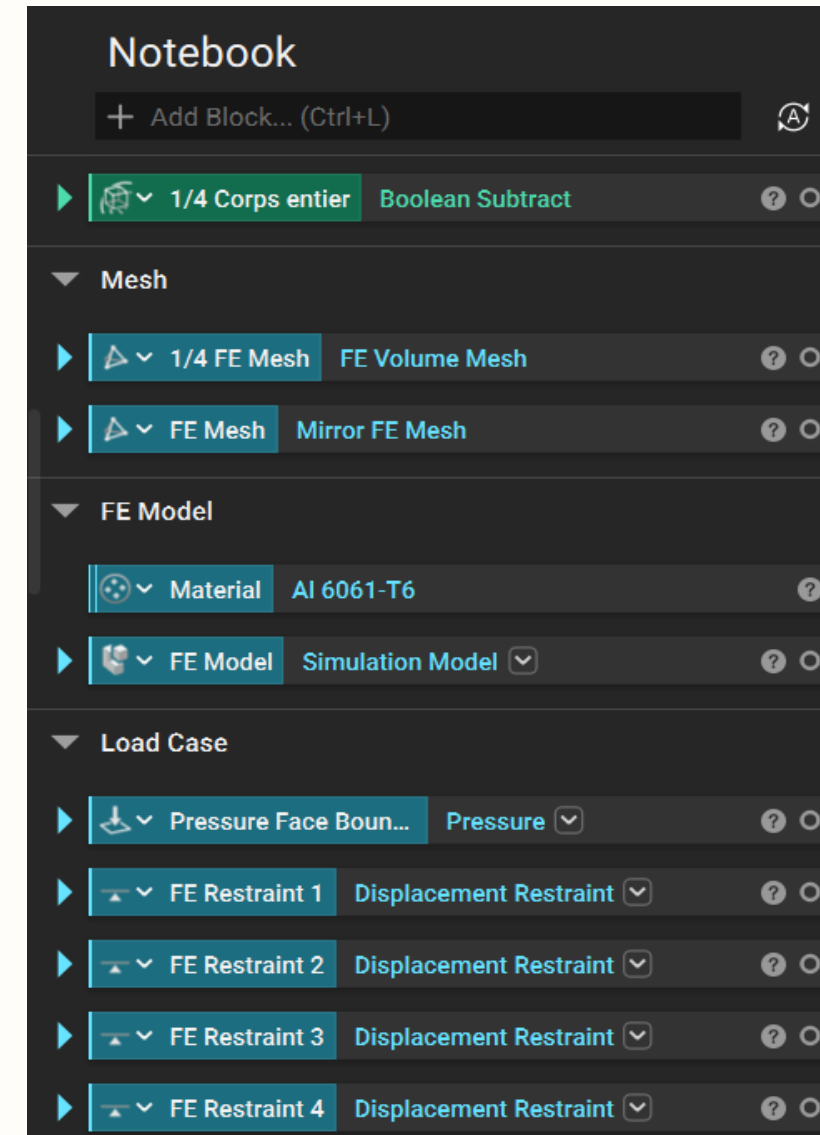 Notebook
+ Add Block... (Ctrl+L)
A
1/4 Corps entier Boolean Subtract ?
Mesh
1/4 FE Mesh FE Volume Mesh ?
FE Mesh Mirror FE Mesh ?
FE Model
Material Al 6061-T6 ?
FE Model Simulation Model ?
Load Case
Pressure Face Boun... Pressure ?
FE Restraint 1 Displacement Restraint ?
FE Restraint 2 Displacement Restraint ?
FE Restraint 3 Displacement Restraint ?
FE Restraint 4 Displacement Restraint ?